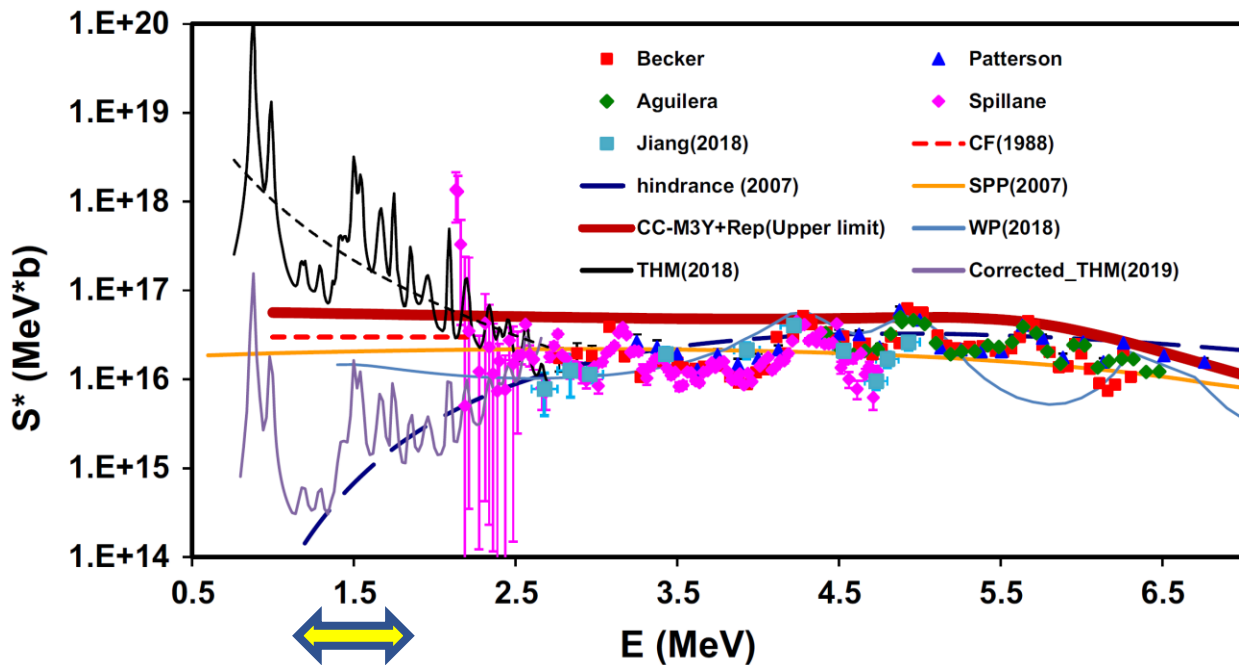 1.E+20
1.E+19
1.E+18
1.E+17
1.E+16
1.E+15
1.E+14
S* (MeV*b)
Becker
Patterson
Aguilera
Spillane
Jiang(2018)
CF(1988)
hindrance (2007)
SPP(2007)
CC-M3Y+Rep(Upper limit)
WP(2018)
THM(2018)
Corrected_THM(2019)
0.5 1.5 2.5 3.5 4.5 5.5 6.5
E (MeV)